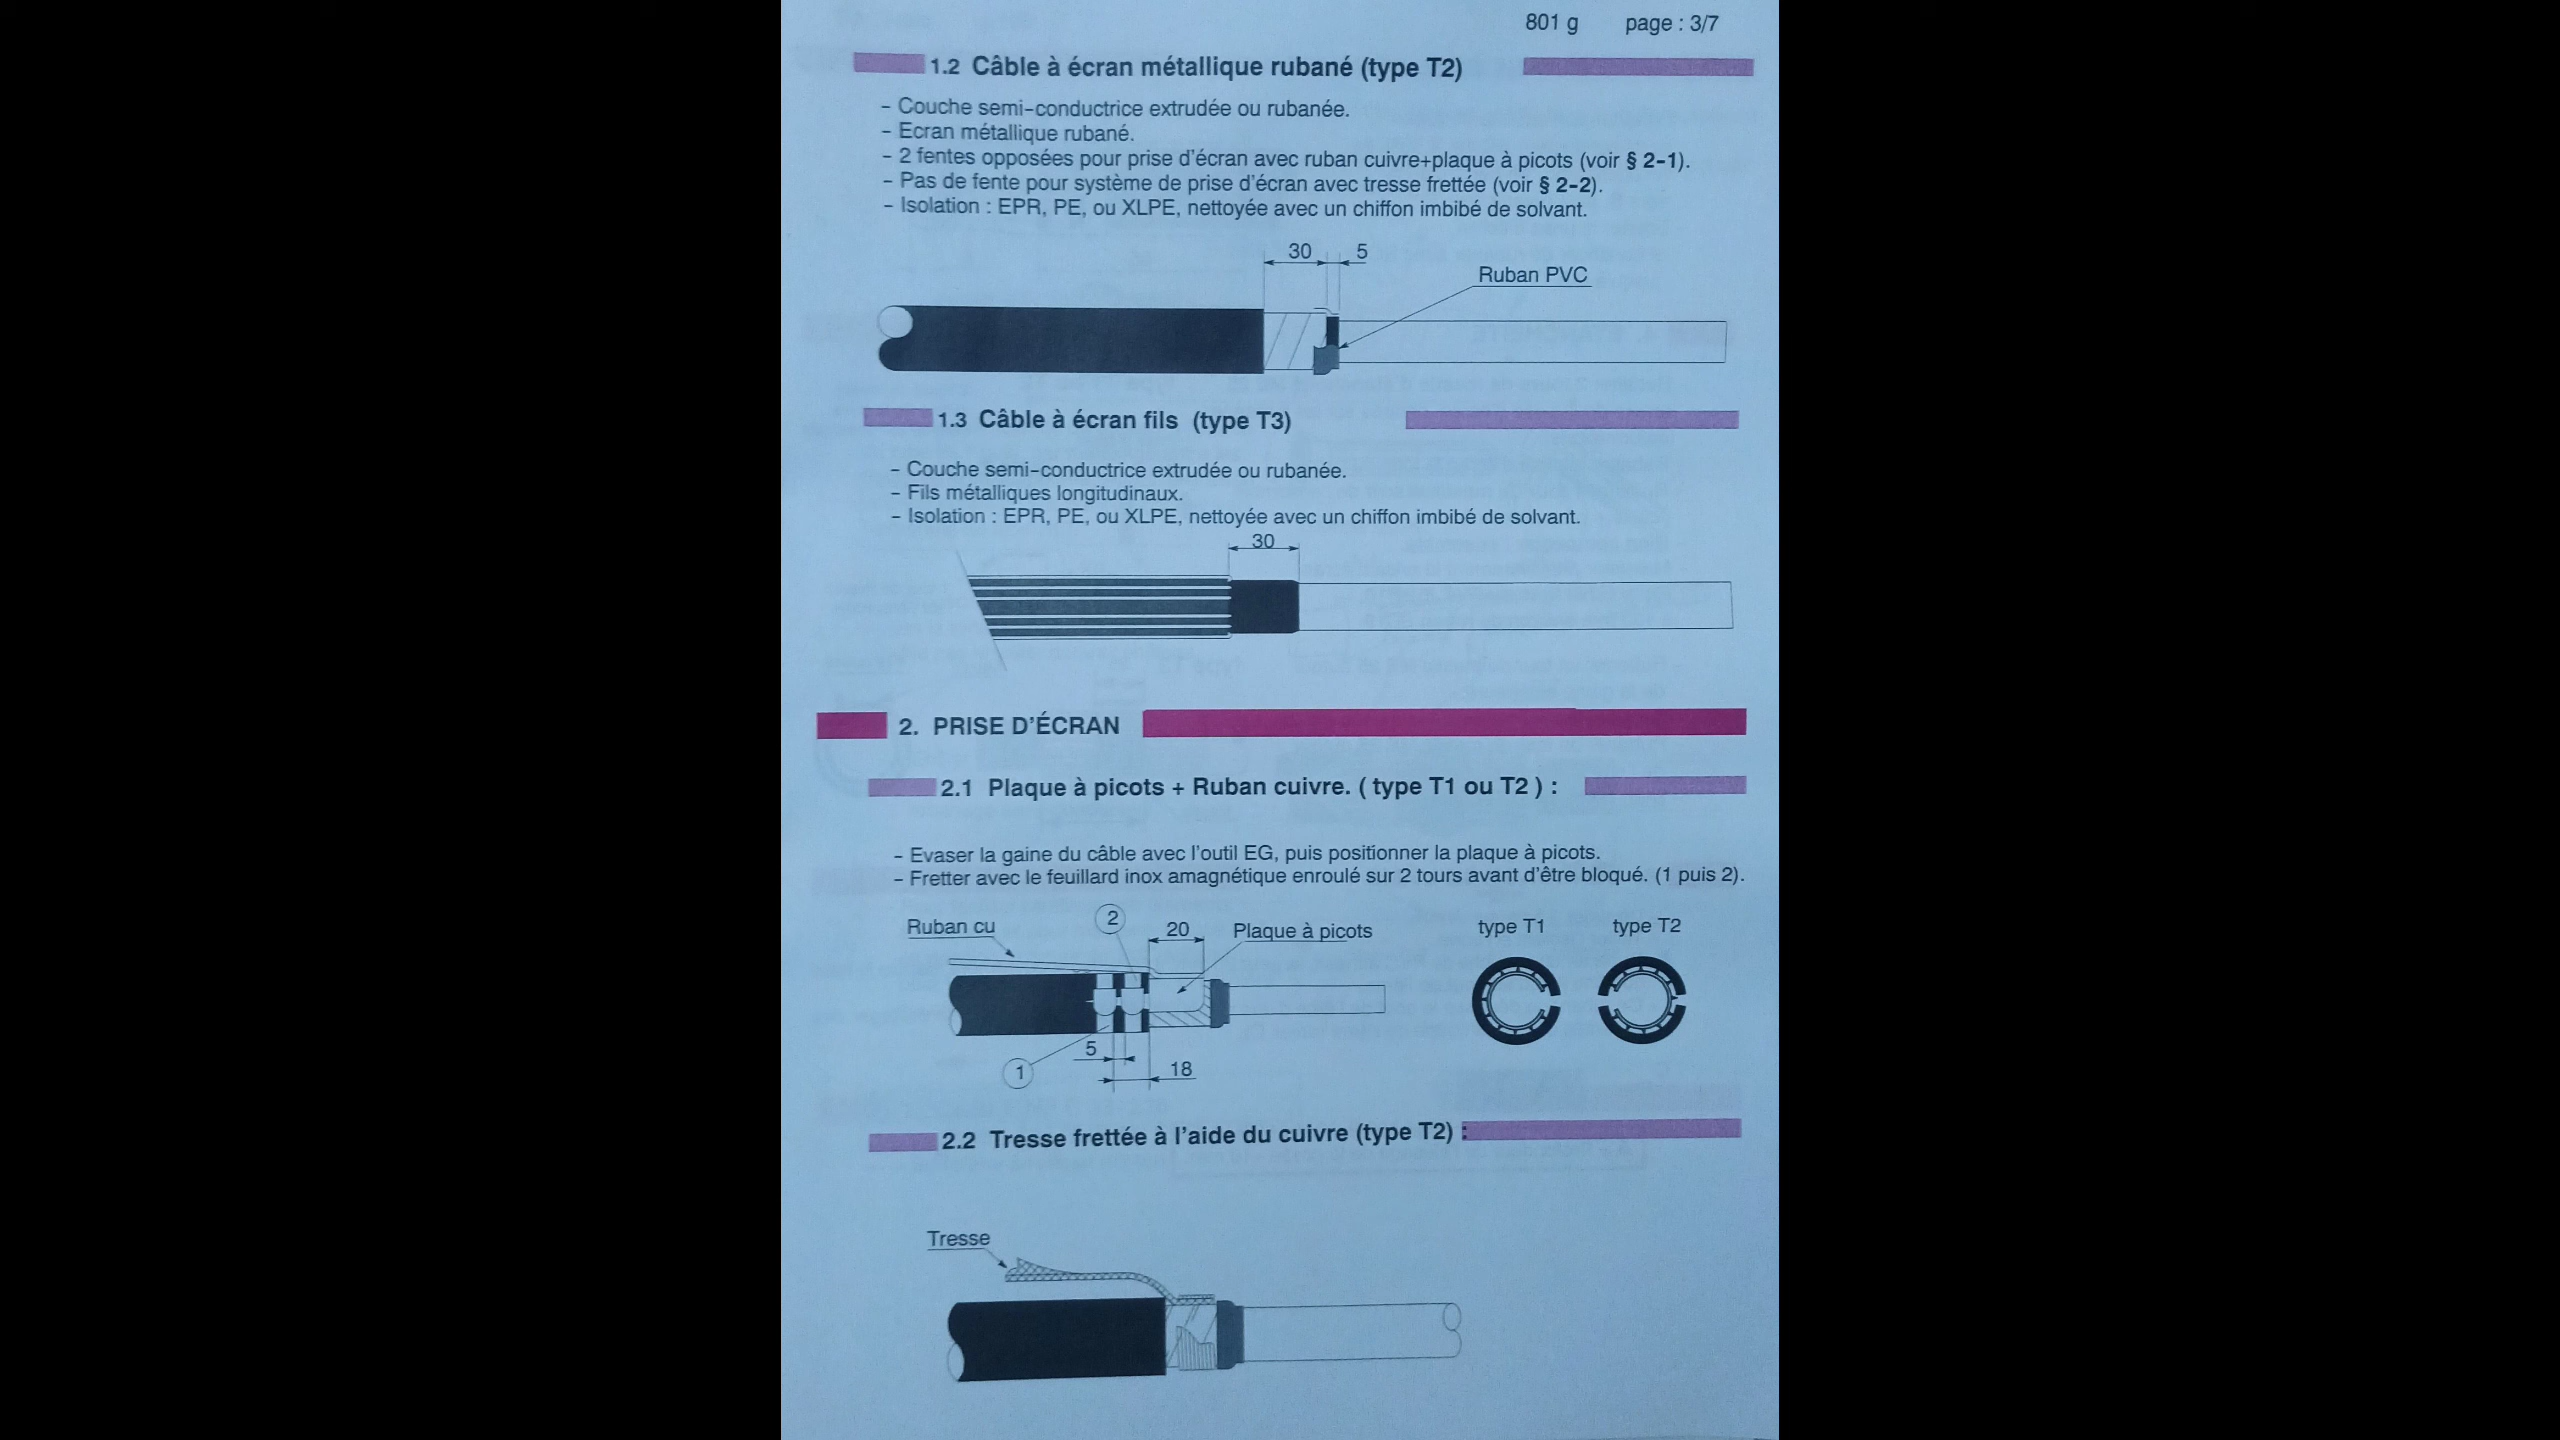 801 g page : 3/7
1.2 Câble à écran métallique rubané (type T2)
- Couche semi-conductrice extrudée ou rubanée.
- Ecran métallique rubané.
- 2 fentes opposées pour prise d'écran avec ruban cuivre+plaque à picots (voir § 2-1).
- Pas de fente pour système de prise d'écran avec tresse frettée (voir § 2-2).
- Isolation : EPR, PE, ou XLPE, nettoyée avec un chiffon imbibé de solvant.
30 5
Ruban PVC
1.3 Câble à écran fils (type T3)
- Couche semi-conductrice extrudée ou rubanée.
- Fils métalliques longitudinaux.
- Isolation : EPR, PE, ou XLPE, nettoyée avec un chiffon imbibé de solvant.
30
2. PRISE D'ÉCRAN
2.1 Plaque à picots + Ruban cuivre. ( type T1 ou T2 ) :
- Evaser la gaine du câble avec l'outil EG, puis positionner la plaque à picots.
- Fretter avec le feuillard inox amagnétique enroulé sur 2 tours avant d'être bloqué. (1 puis 2).
Ruban cu 2 20 Plaque à picots type T1 type T2
5
1 18
2.2 Tresse frettée à l'aide du cuivre (type T2) :
Tresse